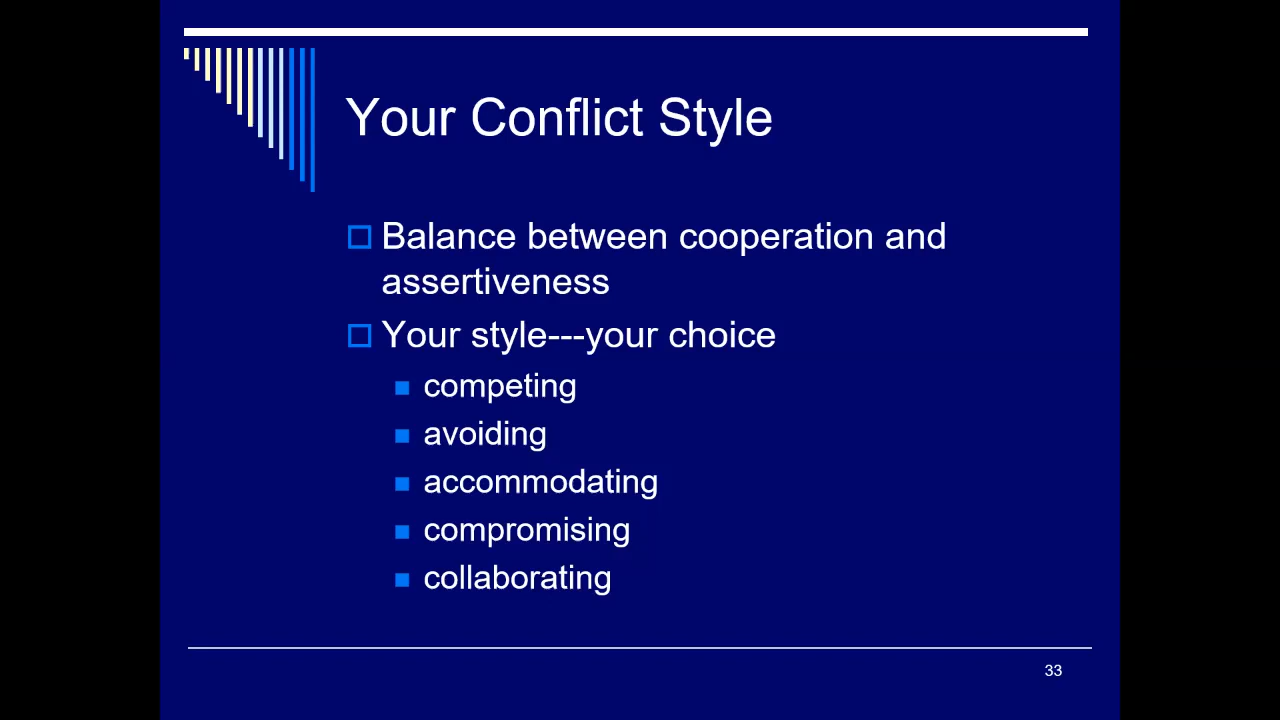 Your Conflict Style
Balance between cooperation and
assertiveness
Your style---your choice
competing
avoiding
accommodating
compromising
collaborating
33